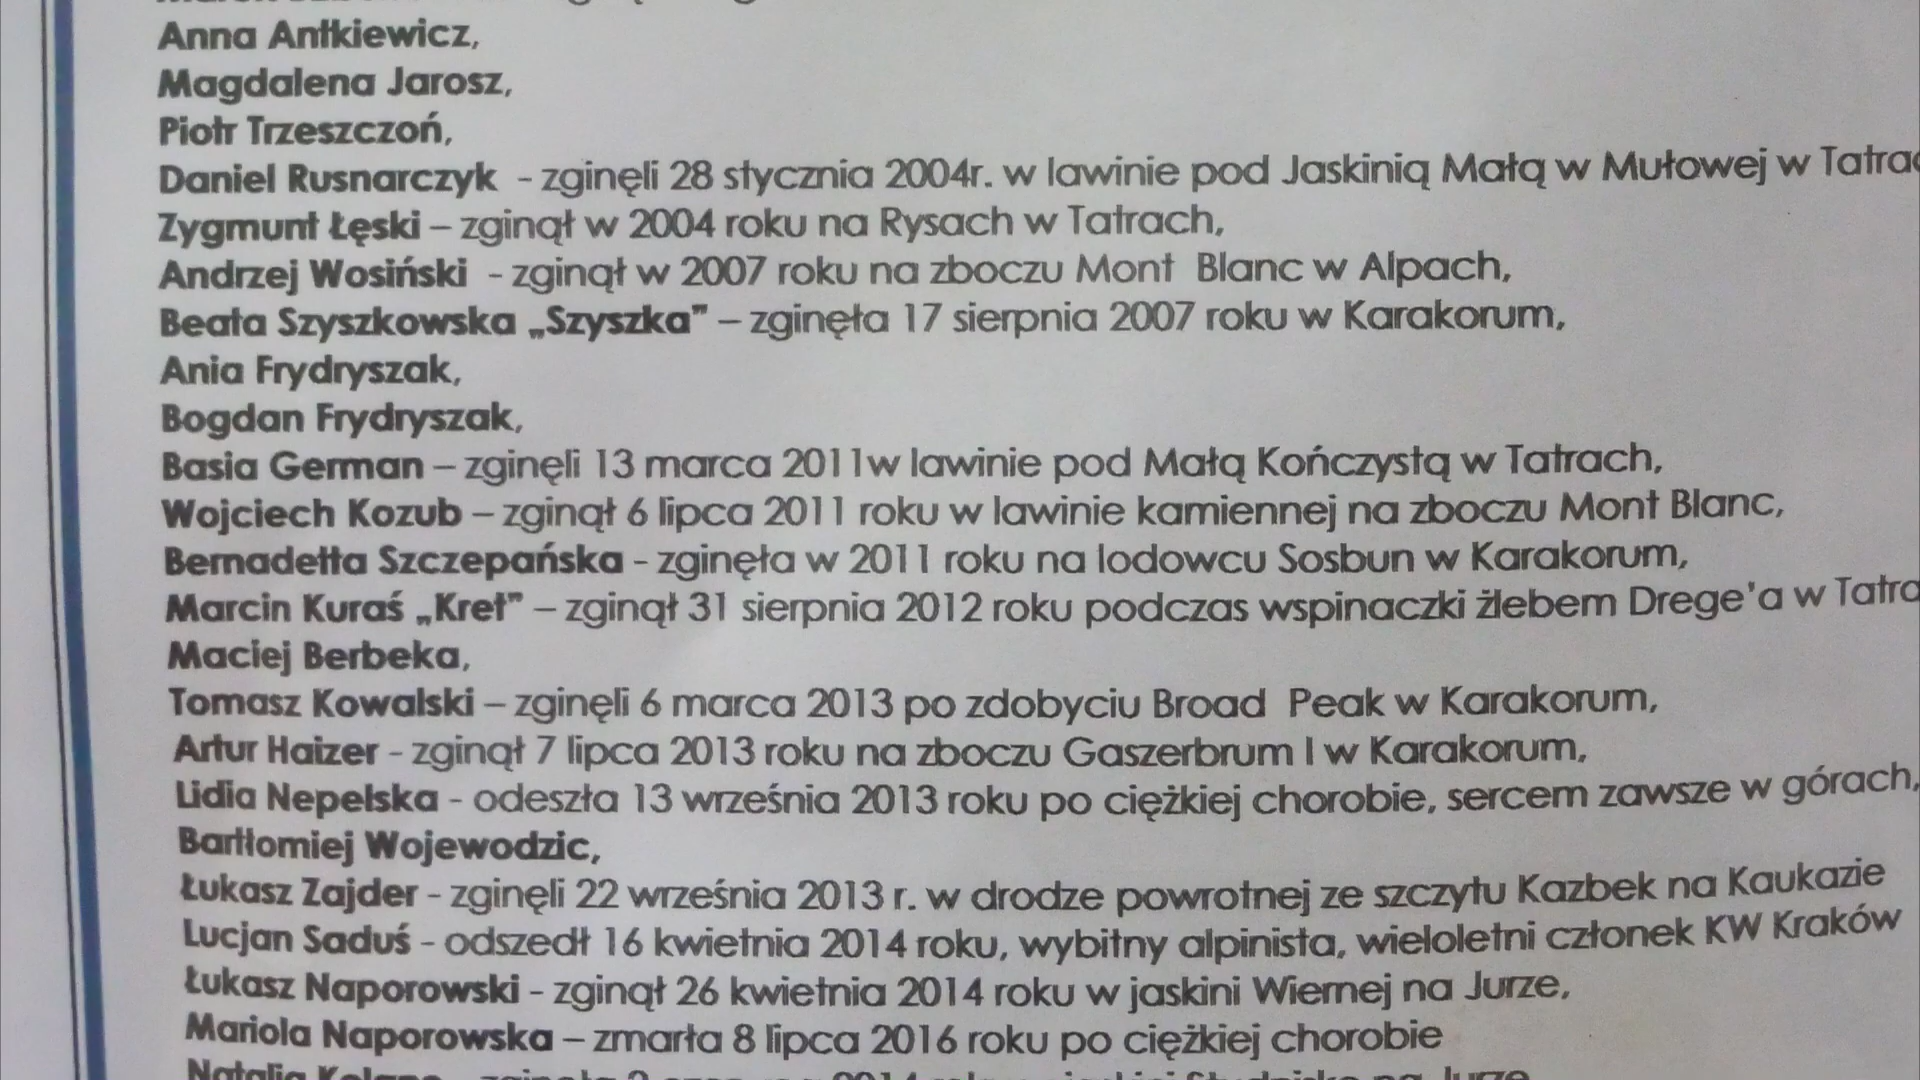 Anna Antkiewicz,
Magdalena Jarosz,
Piotr Trzeszczoń,
Daniel Rusnarczyk - zginęli 28 stycznia 2004r. w lawinie pod Jaskinią Małą w Mułowej w Tatrac
Zygmunt Łęski – zginął w 2004 roku na Rysach w Tatrach,
Andrzej Wosiński - zginął w 2007 roku na zboczu Mont Blanc w Alpach,
Beata Szyszkowska „Szyszka” – zginęła 17 sierpnia 2007 roku w Karakorum,
Ania Frydryszak,
Bogdan Frydryszak,
Basia German – zginęli 13 marca 2011w lawinie pod Małą Kończystą w Tatrach,
Wojciech Kozub – zginął 6 lipca 2011 roku w lawinie kamiennej na zboczu Mont Blanc,
Bernadetta Szczepańska - zginęła w 2011 roku na lodowcu Sosbun w Karakorum,
Marcin Kuraś „Kret” – zginął 31 sierpnia 2012 roku podczas wspinaczki żlebem Drege'a w Tatra
Maciej Berbeka,
Tomasz Kowalski – zginęli 6 marca 2013 po zdobyciu Broad Peak w Karakorum,
Artur Haizer - zginął 7 lipca 2013 roku na zboczu Gaszerbrum I w Karakorum,
Lidia Nepelska - odeszła 13 września 2013 roku po ciężkiej chorobie, sercem zawsze w górach,
Bartłomiej Wojewodzic,
Łukasz Zajder - zginęli 22 września 2013 r. w drodze powrotnej ze szczytu Kazbek na Kaukazie
Lucjan Saduś - odszedł 16 kwietnia 2014 roku, wybitny alpinista, wieloletni członek KW Kraków
Łukasz Naporowski - zginął 26 kwietnia 2014 roku w jaskini Wiernej na Jurze,
Mariola Naporowska – zmarła 8 lipca 2016 roku po ciężkiej chorobie
Natalia